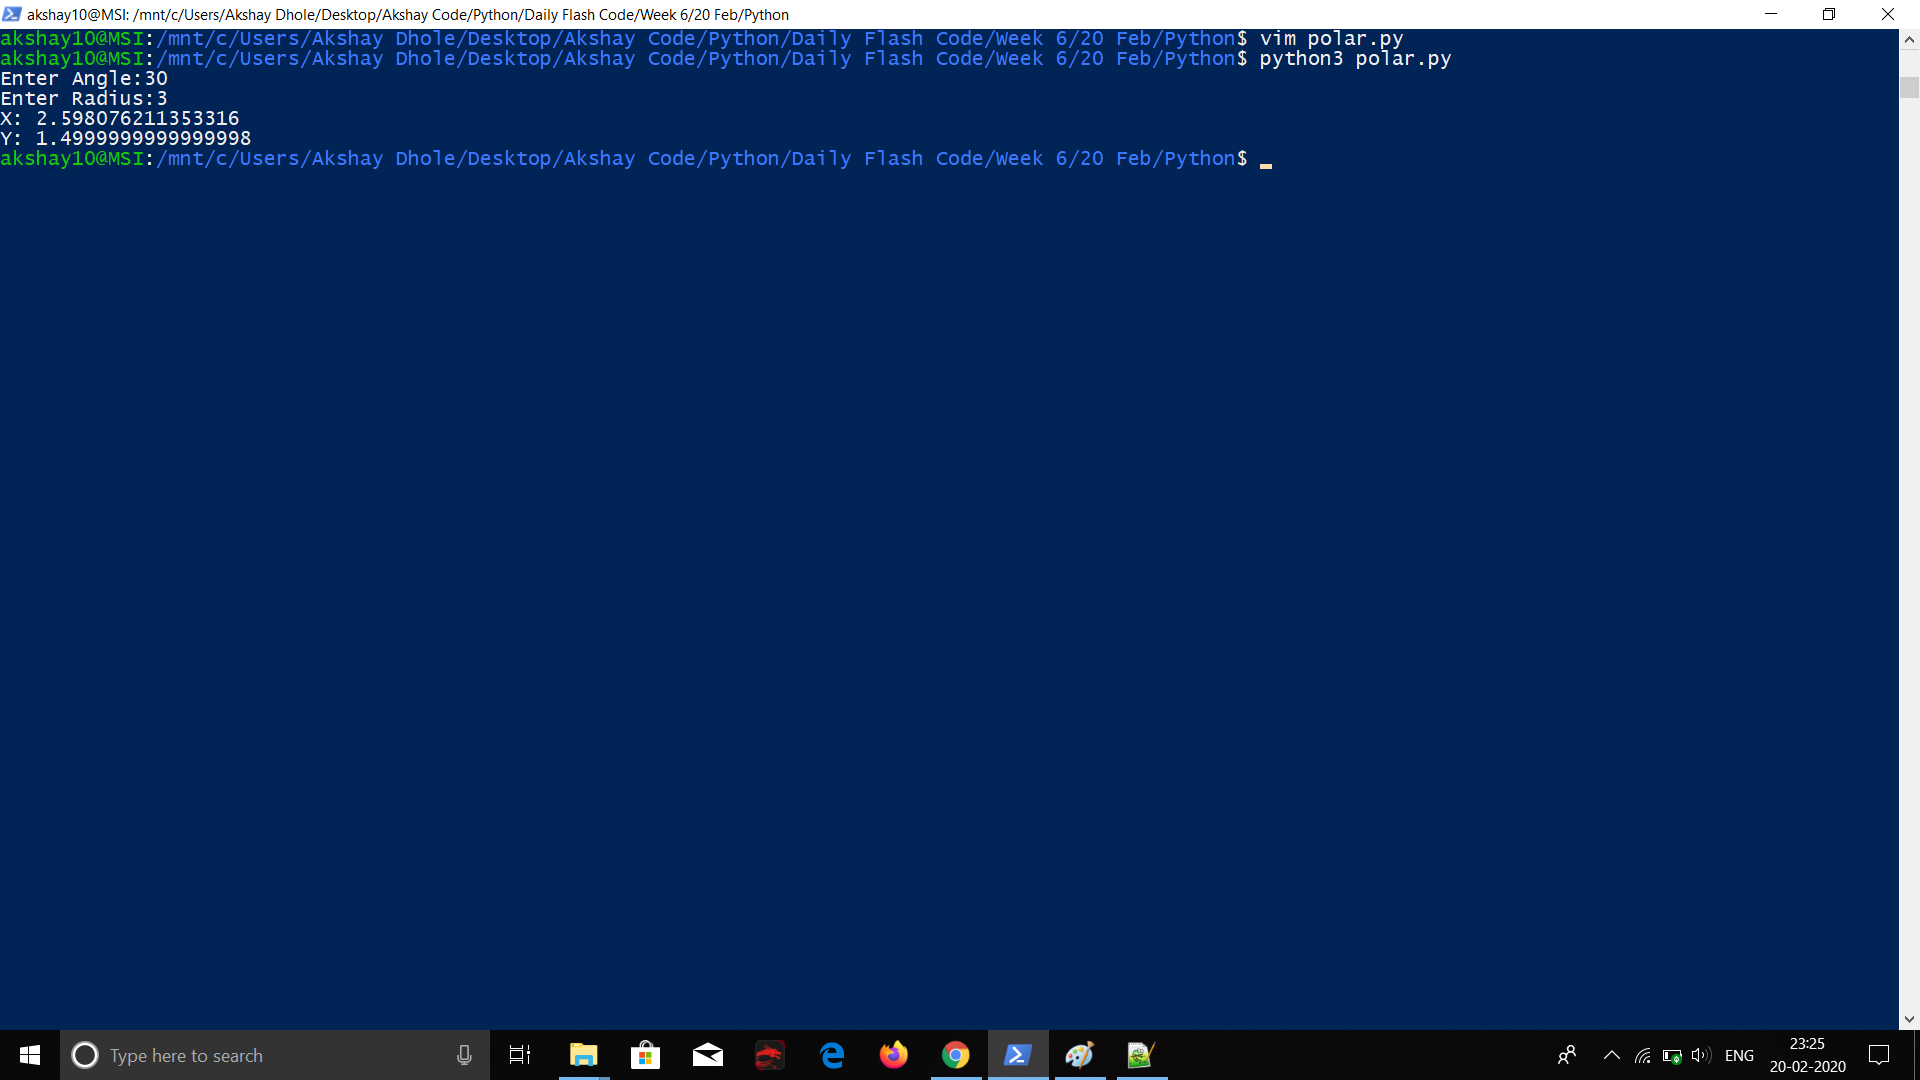 akshay10@MSI: /mnt/c/Users/Akshay Dhole/Desktop/Akshay Code/Python/Daily Flash Code/Week 6/20 Feb/Python
akshay10@MSI:/mnt/c/Users/Akshay Dhole/Desktop/Akshay Code/Python/Daily Flash Code/Week 6/20 Feb/Python$ vim polar.py
akshay10@MSI:/mnt/c/Users/Akshay Dhole/Desktop/Akshay Code/Python/Daily Flash Code/Week 6/20 Feb/Python$ python3 polar.py
Enter Angle:30
Enter Radius:3
X: 2.598076211353316
Y: 1.4999999999999998
akshay10@MSI:/mnt/c/Users/Akshay Dhole/Desktop/Akshay Code/Python/Daily Flash Code/Week 6/20 Feb/Python$
Type here to search
ENG
23:25
20-02-2020